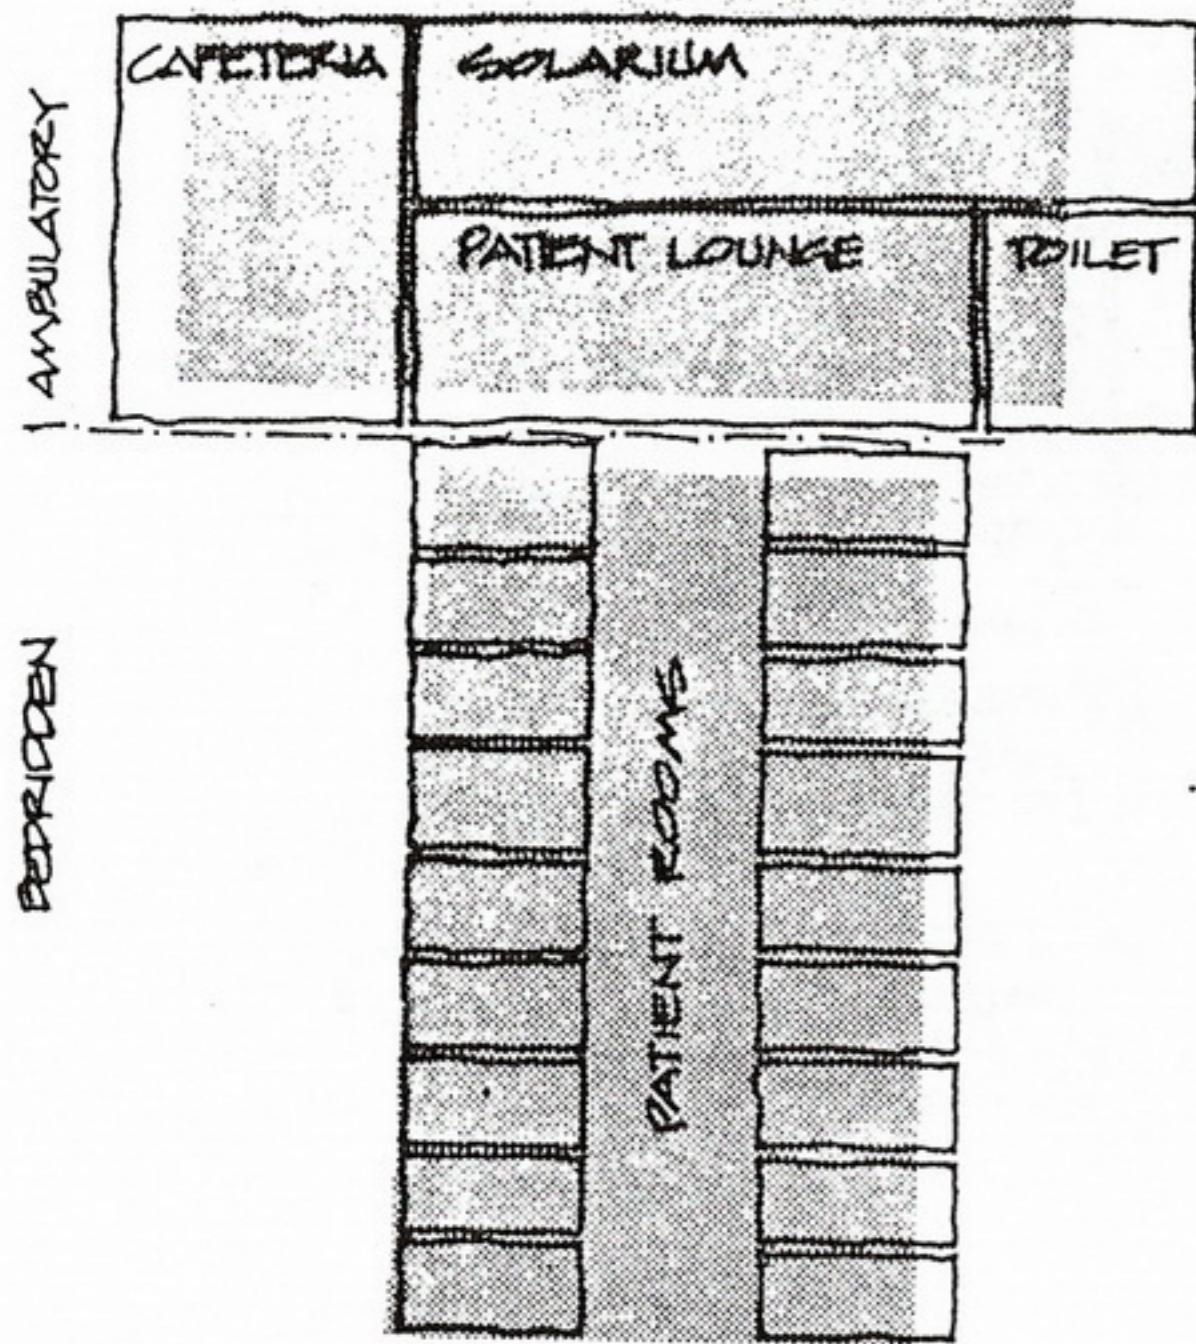 CAFETERIA
SOLARIUM
AMBULATORY
PATIENT LOUNGE
TOILET
BEDRIDDEN
PATIENT ROOMS